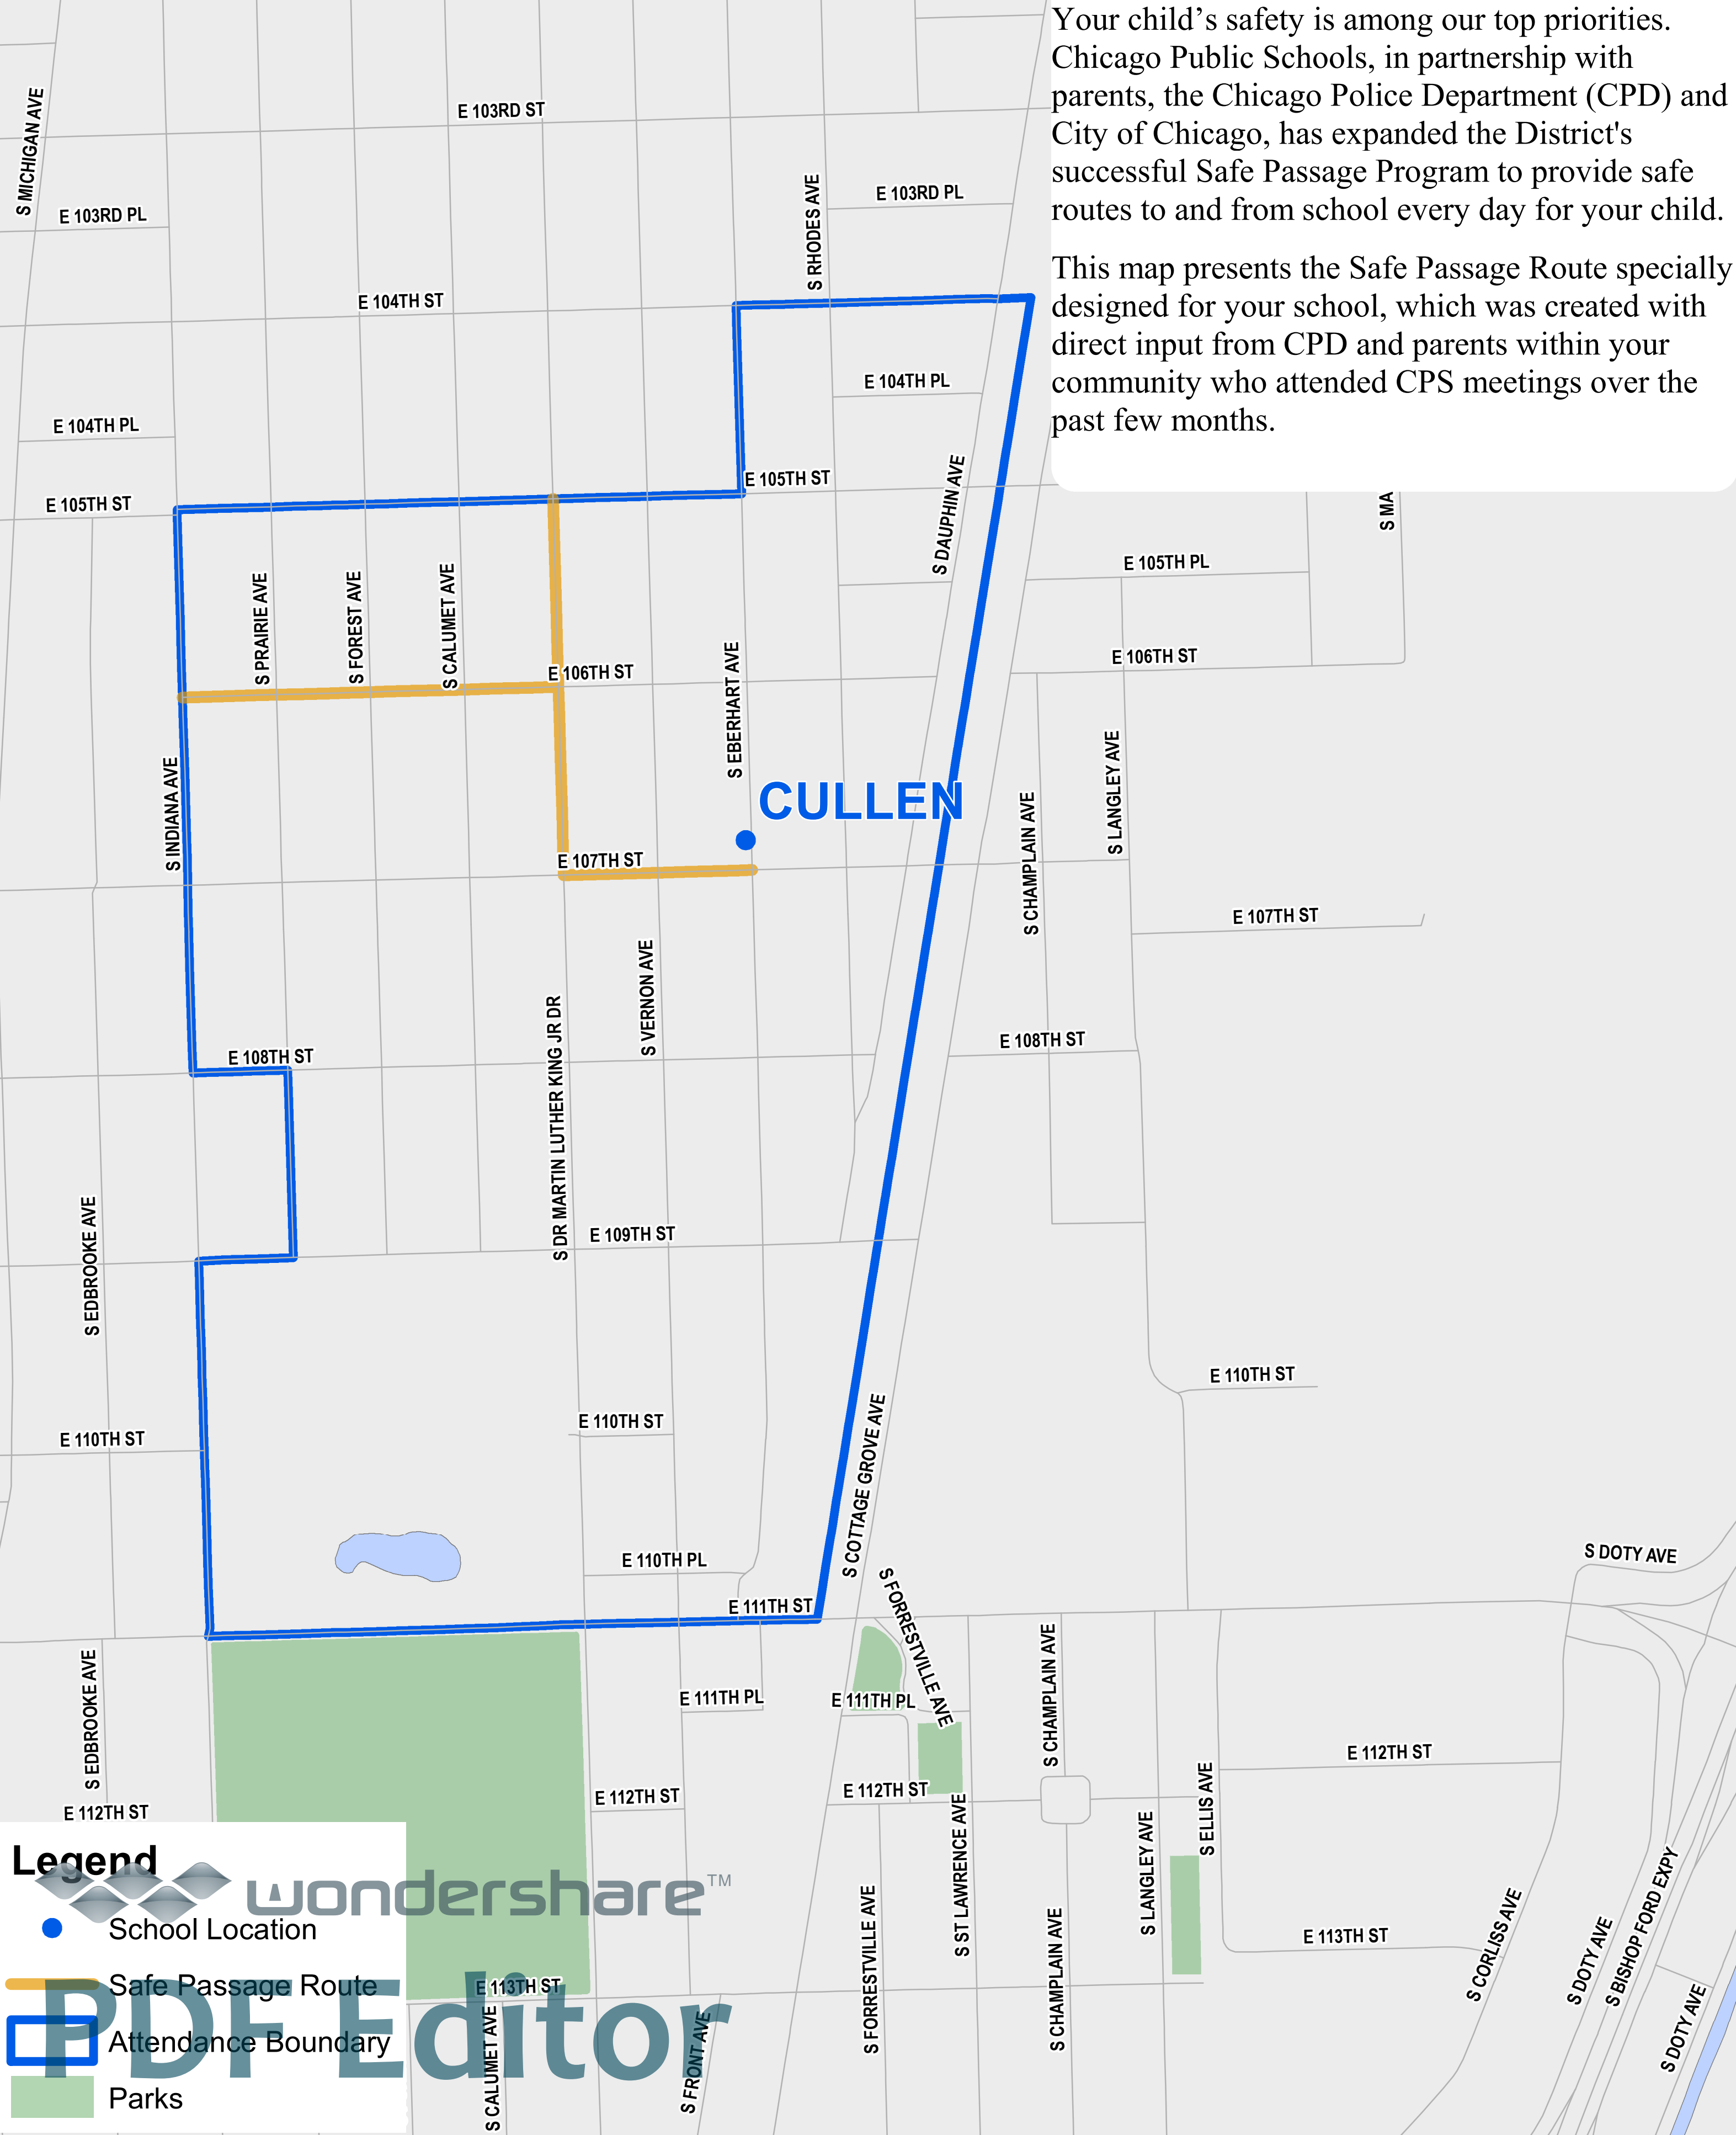 Your child’s safety is among our top priorities.
Chicago Public Schools, in partnership with
parents, the Chicago Police Department (CPD) and
City of Chicago, has expanded the District's
successful Safe Passage Program to provide safe
routes to and from school every day for your child.
This map presents the Safe Passage Route specially
designed for your school, which was created with
direct input from CPD and parents within your
community who attended CPS meetings over the
past few months.
S MICHIGAN AVE
E 103RD ST
E 103RD PL
S RHODES AVE
E 103RD PL
E 104TH ST
E 104TH PL
E 104TH PL
E 105TH ST
E 105TH ST
S DAUPHIN AVE
S MA
E 105TH PL
S PRAIRIE AVE
S FOREST AVE
S CALUMET AVE
E 106TH ST
E 106TH ST
S EBERHART AVE
S INDIANA AVE
CULLEN
S LANGLEY AVE
S CHAMPLAIN AVE
E 107TH ST
E 107TH ST
S VERNON AVE
S DR MARTIN LUTHER KING JR DR
E 108TH ST
E 108TH ST
S EDBROOKE AVE
E 109TH ST
E 110TH ST
E 110TH ST
E 110TH ST
S COTTAGE GROVE AVE
E 110TH PL
S DOTY AVE
E 111TH ST
S FORRESTVILLE AVE
S EDBROOKE AVE
S CHAMPLAIN AVE
E 111TH PL
E 111TH PL
E 112TH ST
E 112TH ST
E 112TH ST
E 112TH ST
S ELLIS AVE
S ST LAWRENCE AVE
S LANGLEY AVE
S FORRESTVILLE AVE
S CHAMPLAIN AVE
E 113TH ST
S CORLISS AVE
S DOTY AVE
S BISHOP FORD EXPY
S DOTY AVE
E 113TH ST
S CALUMET AVE
S FRONT AVE
Legend
School Location
Safe Passage Route
Attendance Boundary
Parks
wondershare™
PDF Editor